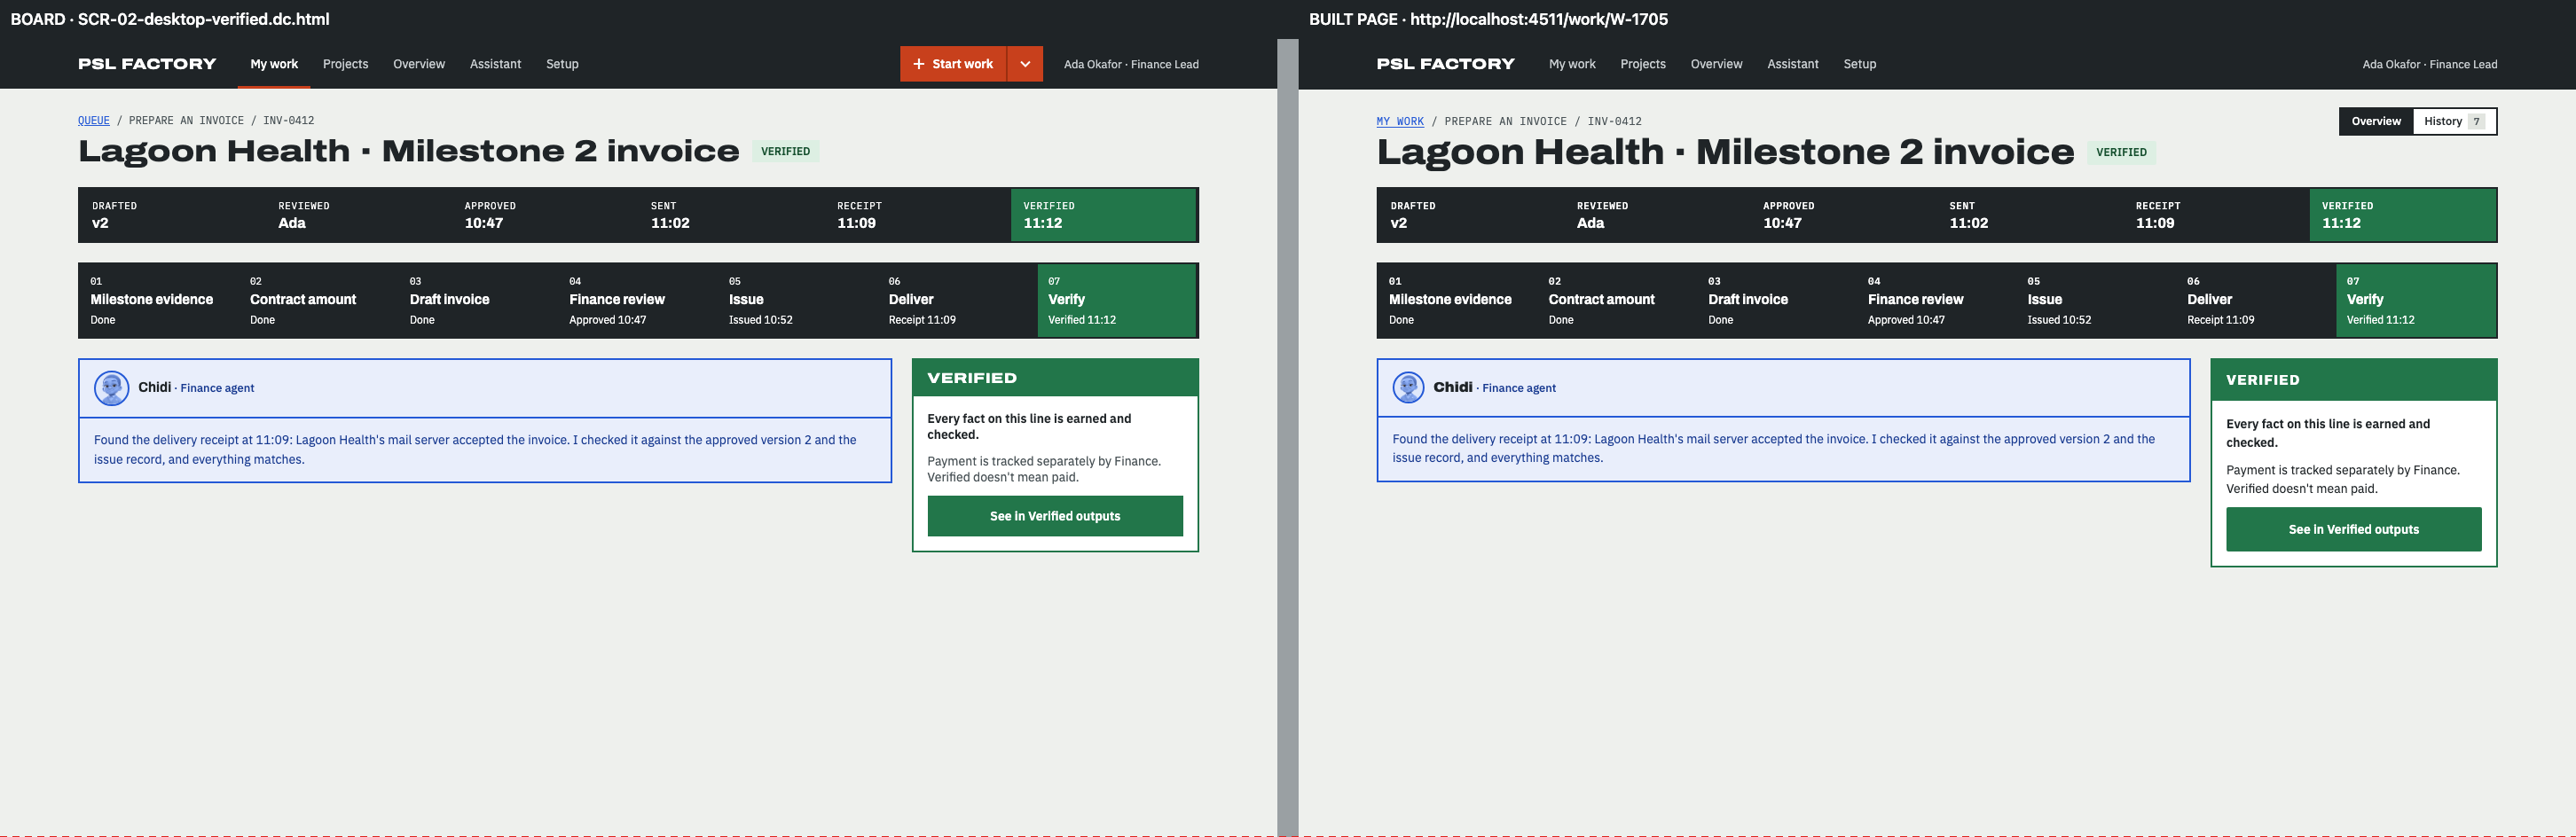 BOARD · SCR-02-desktop-verified.dc.html
PSL FACTORY My work Projects Overview Assistant Setup + Start work Ada Okafor · Finance Lead
QUEUE / PREPARE AN INVOICE / INV-0412
Lagoon Health · Milestone 2 invoice VERIFIED
DRAFTED REVIEWED APPROVED SENT RECEIPT VERIFIED
v2 Ada 10:47 11:02 11:09 11:12
01 02 03 04 05 06 07
Milestone evidence Contract amount Draft invoice Finance review Issue Deliver Verify
Done Done Done Approved 10:47 Issued 10:52 Receipt 11:09 Verified 11:12
Chidi · Finance agent
Found the delivery receipt at 11:09: Lagoon Health's mail server accepted the invoice. I checked it against the approved version 2 and the
issue record, and everything matches.
VERIFIED
Every fact on this line is earned and
checked.
Payment is tracked separately by Finance.
Verified doesn't mean paid.
See in Verified outputs
BUILT PAGE · http://localhost:4511/work/W-1705
PSL FACTORY My work Projects Overview Assistant Setup Ada Okafor · Finance Lead
MY WORK / PREPARE AN INVOICE / INV-0412
Overview History 7
Lagoon Health · Milestone 2 invoice VERIFIED
DRAFTED REVIEWED APPROVED SENT RECEIPT VERIFIED
v2 Ada 10:47 11:02 11:09 11:12
01 02 03 04 05 06 07
Milestone evidence Contract amount Draft invoice Finance review Issue Deliver Verify
Done Done Done Approved 10:47 Issued 10:52 Receipt 11:09 Verified 11:12
Chidi · Finance agent
Found the delivery receipt at 11:09: Lagoon Health's mail server accepted the invoice. I checked it against the approved version 2 and the
issue record, and everything matches.
VERIFIED
Every fact on this line is earned and
checked.
Payment is tracked separately by Finance.
Verified doesn't mean paid.
See in Verified outputs